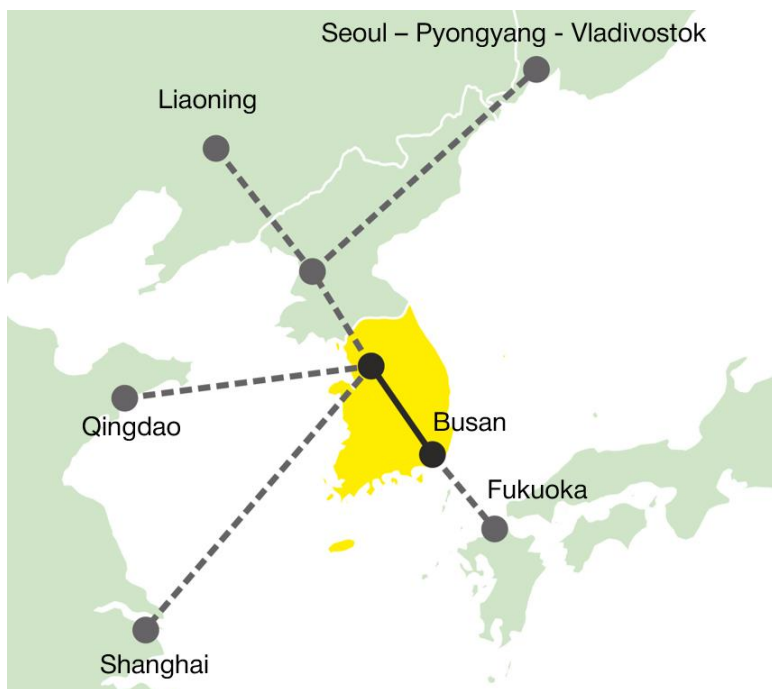 Seoul – Pyongyang - Vladivostok
Liaoning
Busan
Qingdao
Fukuoka
Shanghai